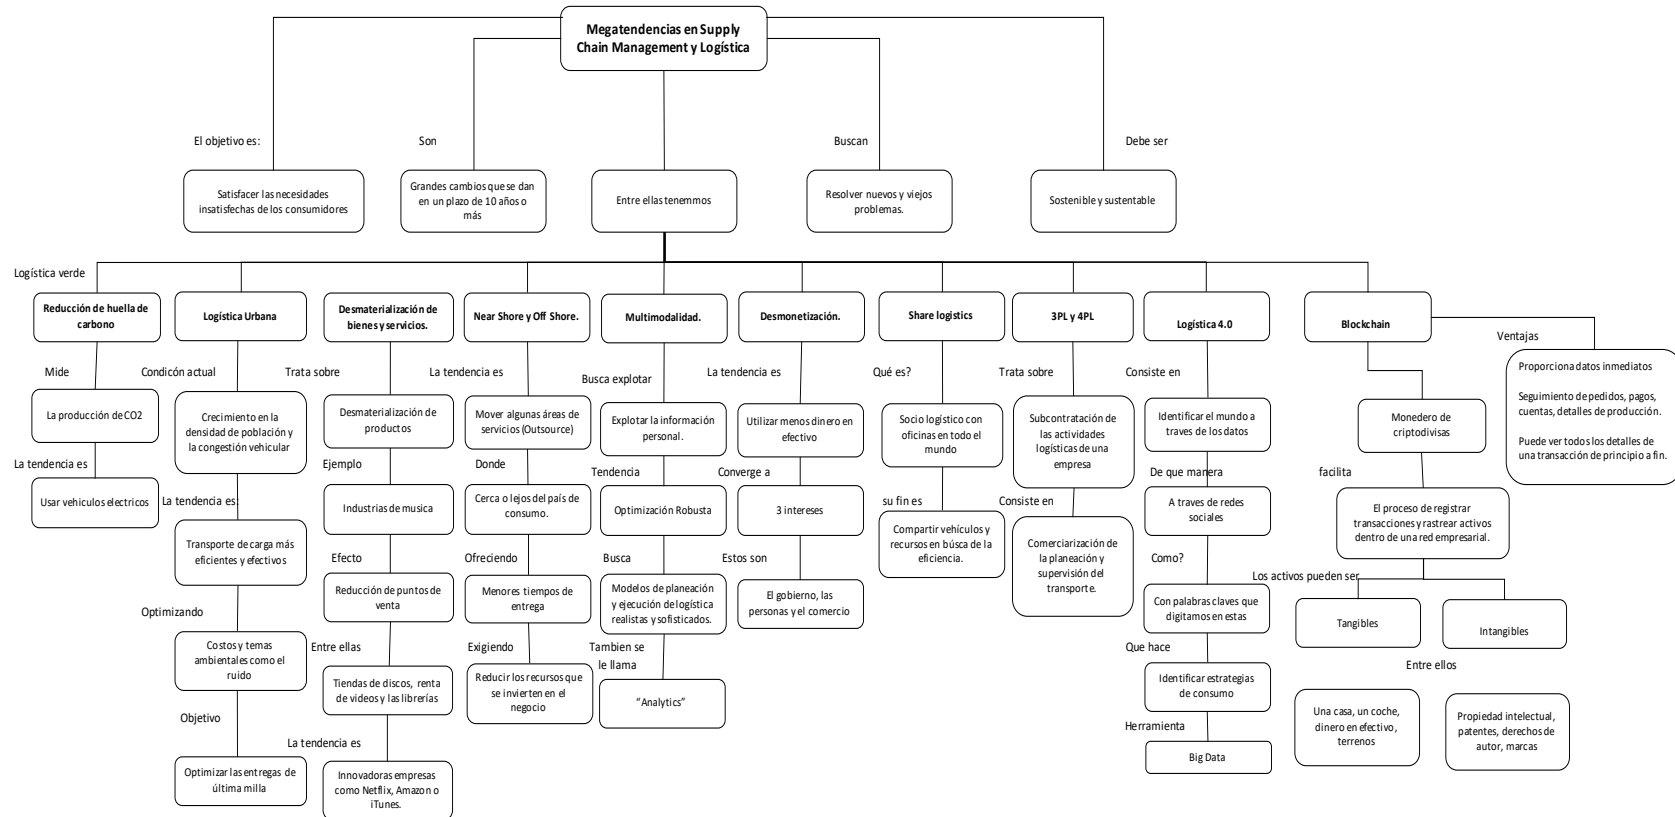 Megatendencias en Supply
Chain Management y Logística
El objetivo es:
Son
Buscan
Debe ser
Satisfacer las necesidades
insatisfechas de los consumidores
Grandes cambios que se dan
en un plazo de 10 años o
más
Entre ellas tenemmos
Resolver nuevos y viejos
problemas.
Sostenible y sustentable
Logística verde
Reducción de huella de
carbono
Mide
La producción de CO2
La tendencia es
Usar vehiculos electricos
Logística Urbana
Condicón actual
Crecimiento en la
densidad de población y
la congestión vehicular
La tendencia es:
Transporte de carga más
eficientes y efectivos
Optimizando
Costos y temas
ambientales como el
ruido
Objetivo
Optimizar las entregas de
última milla
Desmaterialización de
bienes y servicios.
Trata sobre
Desmaterialización de
productos
Ejemplo
Industrias de musica
Efecto
Reducción de puntos de
venta
Entre ellas
Tiendas de discos, renta
de videos y las librerías
La tendencia es
Innovadoras empresas
como Netflix, Amazon o
iTunes.
Near Shore y Off Shore.
La tendencia es
Mover algunas áreas de
servicios (Outsource)
Donde
Cerca o lejos del país de
consumo.
Ofreciendo
Menores tiempos de
entrega
Exigiendo
Reducir los recursos que
se invierten en el
negocio
Multimodalidad.
Busca explotar
Explotar la información
personal.
Tendencia
Optimización Robusta
Busca
Modelos de planeación
y ejecución de logística
realistas y sofisticados.
Tambien se
le llama
“Analytics”
Desmonetización.
La tendencia es
Utilizar menos dinero en
efectivo
Converge a
3 intereses
Estos son
El gobierno, las
personas y el comercio
Share logistics
Qué es?
Socio logístico con
oficinas en todo el
mundo
su fin es
Compartir vehículos y
recursos en búsca de la
eficiencia.
3PL y 4PL
Trata sobre
Subcontratación de
las actividades
logísticas de una
empresa
Consiste en
Comerciarización de
la planeación y
supervisión del
transporte.
Logística 4.0
Consiste en
Identificar el mundo a
traves de los datos
De que manera
A traves de redes
sociales
Como?
Con palabras claves que
digitamos en estas
Que hace
Identificar estrategias
de consumo
Herramienta
Big Data
Blockchain
Monedero de
criptodivisas
facilita
El proceso de registrar
transacciones y rastrear activos
dentro de una red empresarial.
Los activos pueden ser
Tangibles
Intangibles
Entre ellos
Una casa, un coche,
dinero en efectivo,
terrenos
Propiedad intelectual,
patentes, derechos de
autor, marcas
Ventajas
Proporciona datos inmediatos
Seguimiento de pedidos, pagos,
cuentas, detalles de producción.
Puede ver todos los detalles de
una transacción de principio a fin.